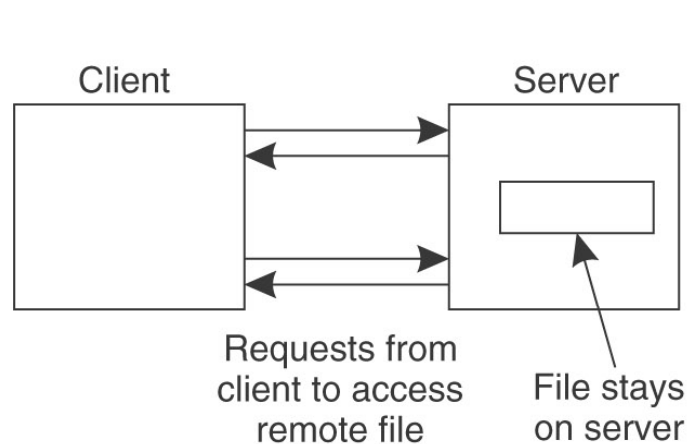 Client
Server
Requests from
client to access
remote file
File stays
on server